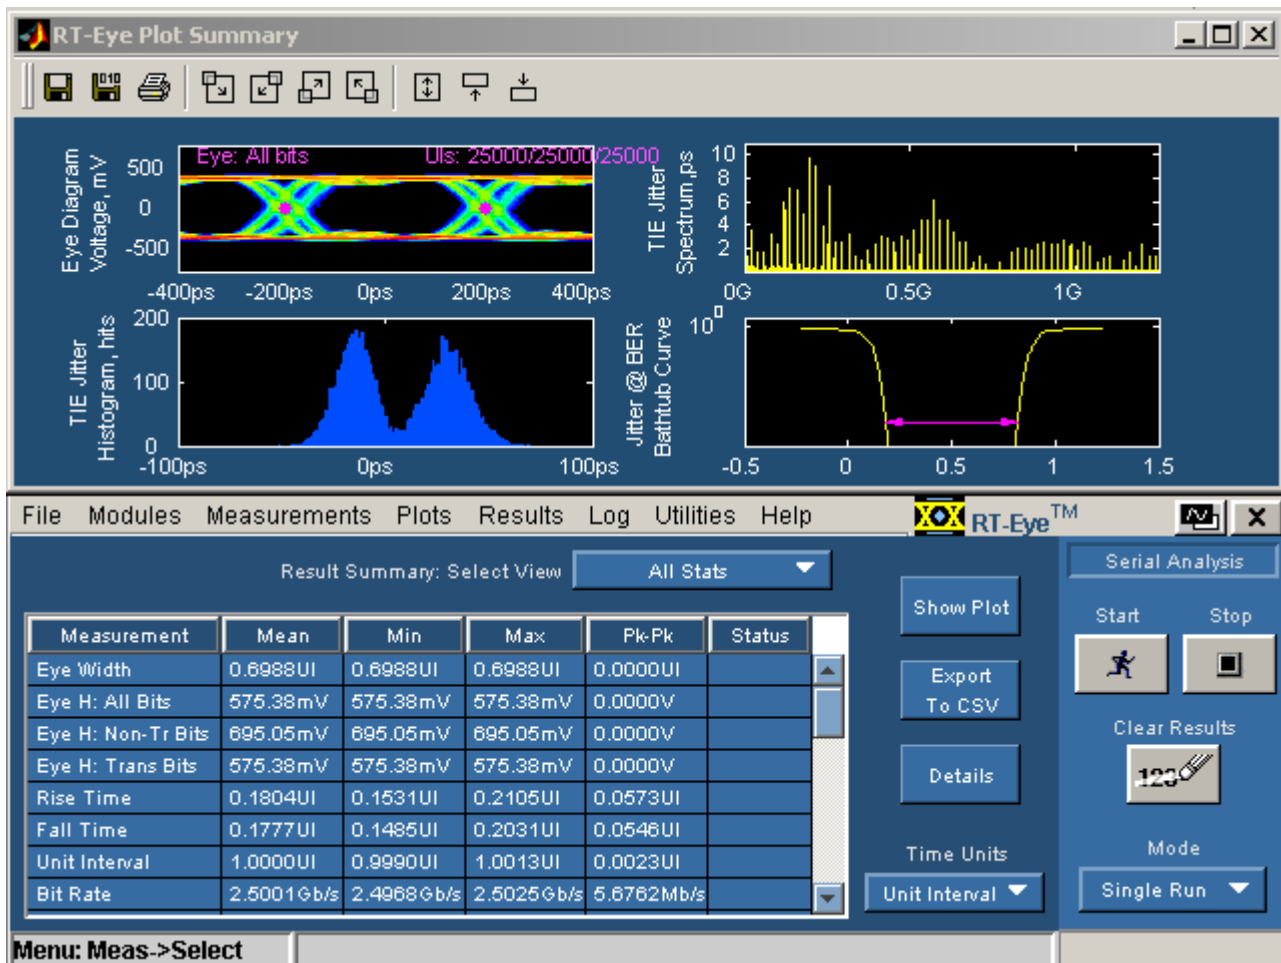 RT-Eye Plot Summary
Eye Diagram
Voltage, mV
500
0
-500
Eye: All bits
UIs: 25000/25000/25000
-400ps -200ps 0ps 200ps 400ps
TIE Jitter
Spectrum,ps
10
8
6
4
2
0G 0.5G 1G
TIE Jitter
Histogram, hits
200
100
0
-100ps 0ps 100ps
Jitter @ BER
Bathtub Curve
10^0
-0.5 0 0.5 1 1.5
File Modules Measurements Plots Results Log Utilities Help
RT-Eye™
Result Summary: Select View All Stats
Measurement Mean Min Max Pk-Pk Status
Eye Width 0.6988UI 0.6988UI 0.6988UI 0.0000UI
Eye H: All Bits 575.38mV 575.38mV 575.38mV 0.0000V
Eye H: Non-Tr Bits 695.05mV 695.05mV 695.05mV 0.0000V
Eye H: Trans Bits 575.38mV 575.38mV 575.38mV 0.0000V
Rise Time 0.1804UI 0.1531UI 0.2105UI 0.0573UI
Fall Time 0.1777UI 0.1485UI 0.2031UI 0.0546UI
Unit Interval 1.0000UI 0.9990UI 1.0013UI 0.0023UI
Bit Rate 2.5001Gb/s 2.4968Gb/s 2.5025Gb/s 5.6762Mb/s
Show Plot
Export
To CSV
Details
Time Units
Unit Interval
Serial Analysis
Start Stop
Clear Results
123
Mode
Single Run
Menu: Meas->Select